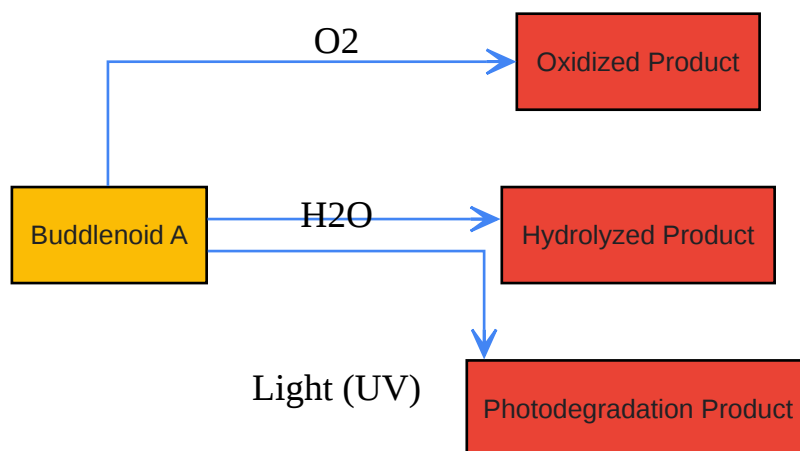 O2
Oxidized Product
Buddlenoid A
H2O
Hydrolyzed Product
Light (UV)
Photodegradation Product